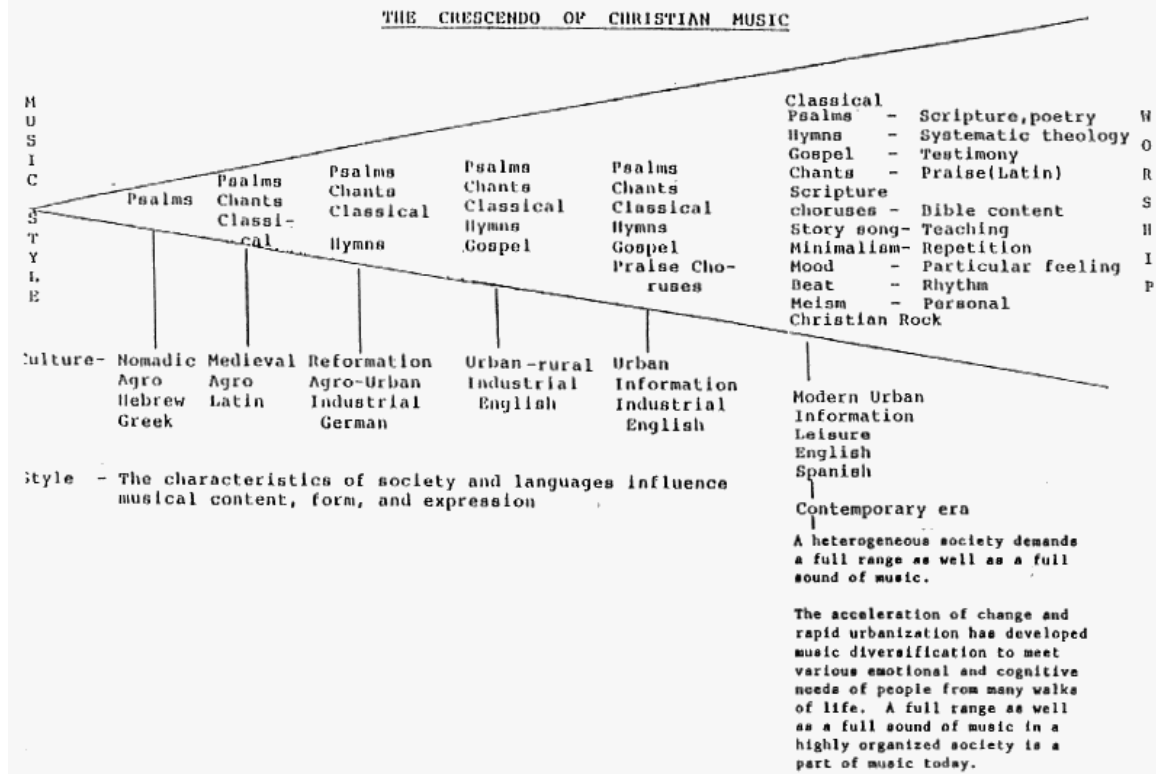 THE CRESCENDO OF CHRISTIAN MUSIC
MUSIC STYLE
Psalms
Psalms
Chants
Classi-
cal
Psalms
Chants
Classical
Hymns
Psalms
Chants
Classical
Hymns
Gospel
Psalms
Chants
Classical
Hymns
Gospel
Praise Cho-
ruses
Classical
Psalms - Scripture,poetry
Hymns - Systematic theology
Gospel - Testimony
Chants - Praise(Latin)
Scripture
choruses - Bible content
Story song- Teaching
Minimalism- Repetition
Mood - Particular feeling
Beat - Rhythm
Meism - Personal
Christian Rock
WORSHIP
Culture-
Nomadic
Agro
Hebrew
Greek
Medieval
Agro
Latin
Reformation
Agro-Urban
Industrial
German
Urban-rural
Industrial
English
Urban
Information
Industrial
English
Modern Urban
Information
Leisure
English
Spanish
Contemporary era
Style - The characteristics of society and languages influence
musical content, form, and expression
A heterogeneous society demands
a full range as well as a full
sound of music.
The acceleration of change and
rapid urbanization has developed
music diversification to meet
various emotional and cognitive
needs of people from many walks
of life. A full range as well
as a full sound of music in a
highly organized society is a
part of music today.